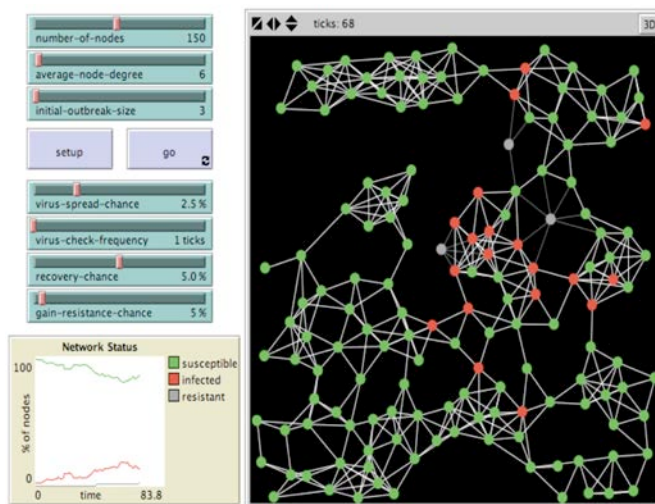 number-of-nodes 150
average-node-degree 6
initial-outbreak-size 3
setup go
virus-spread-chance 2.5 %
virus-check-frequency 1 ticks
recovery-chance 5.0 %
gain-resistance-chance 5 %
Network Status
% of nodes
100
0
0 time 83.8
susceptible
infected
resistant
ticks: 68
3D